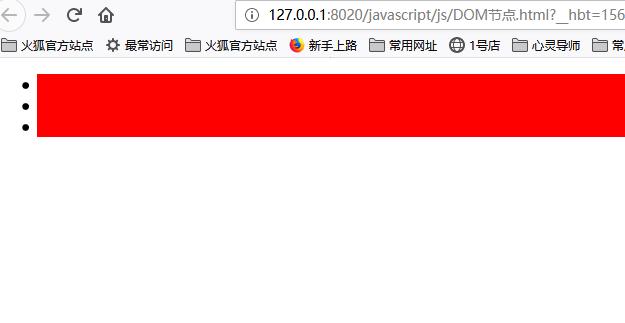 127.0.0.1:8020/javascript/js/DOM节点.html?__hbt=156
火狐官方站点 最常访问 火狐官方站点 新手上路 常用网址 1号店 心灵导师 常